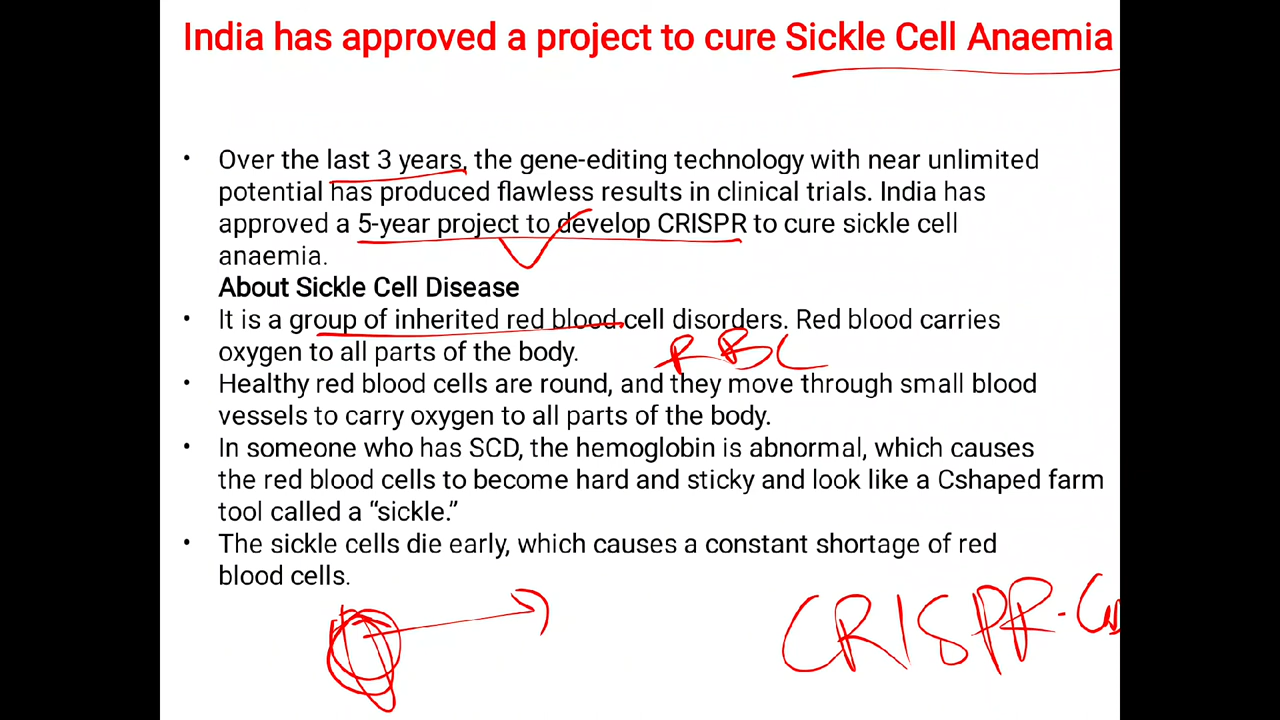 India has approved a project to cure Sickle Cell Anaemia
• Over the last 3 years, the gene-editing technology with near unlimited
potential has produced flawless results in clinical trials. India has
approved a 5-year project to develop CRISPR to cure sickle cell
anaemia.
About Sickle Cell Disease
• It is a group of inherited red blood cell disorders. Red blood carries
oxygen to all parts of the body.
RBC
• Healthy red blood cells are round, and they move through small blood
vessels to carry oxygen to all parts of the body.
• In someone who has SCD, the hemoglobin is abnormal, which causes
the red blood cells to become hard and sticky and look like a Cshaped farm
tool called a “sickle.”
• The sickle cells die early, which causes a constant shortage of red
blood cells.
CRISPR-